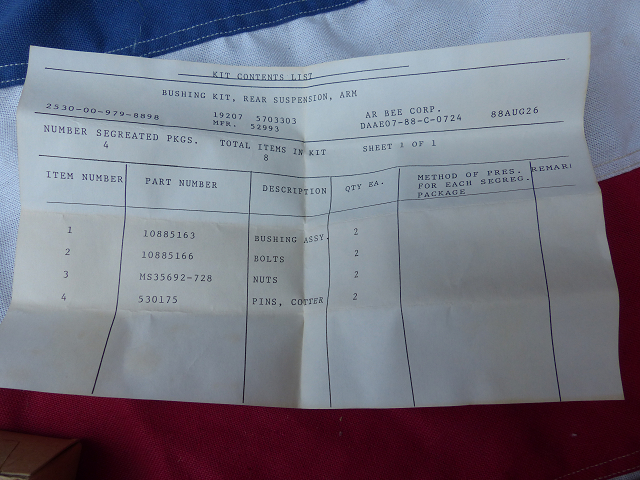 KIT CONTENTS LIST
BUSHING KIT, REAR SUSPENSION, ARM
2530-00-979-8898 19207 5703303 AR BEE CORP.
MFR. 52993 DAAE07-88-C-0724 88AUG26
NUMBER SEGREATED PKGS. TOTAL ITEMS IN KIT SHEET 1 OF 1
4 8
ITEM NUMBER PART NUMBER DESCRIPTION QTY EA. METHOD OF PRES. REMAR
FOR EACH SEGREG.
PACKAGE
1 10885163 BUSHING ASSY. 2
2 10885166 BOLTS 2
3 MS35692-728 NUTS 2
4 530175 PINS, COTTER 2